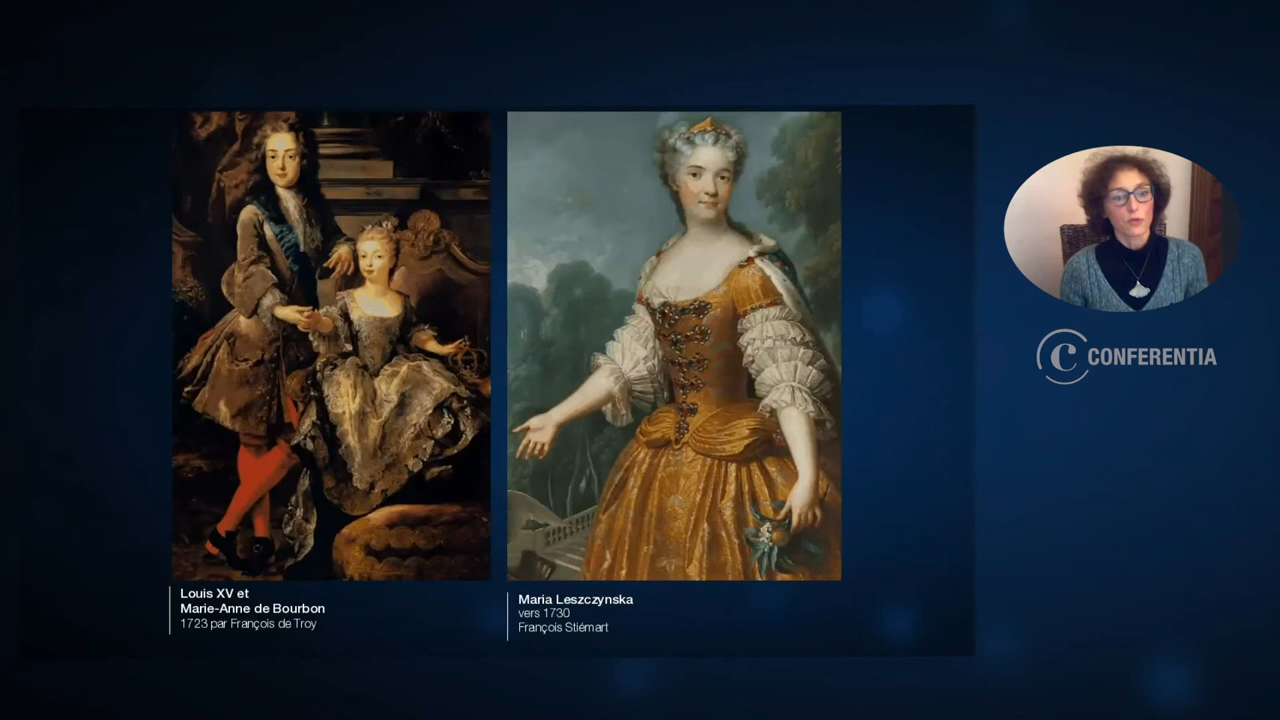 Louis XV et
Marie-Anne de Bourbon
1723 par François de Troy
Maria Leszczynska
vers 1730
François Stiémart
C CONFERENTIA